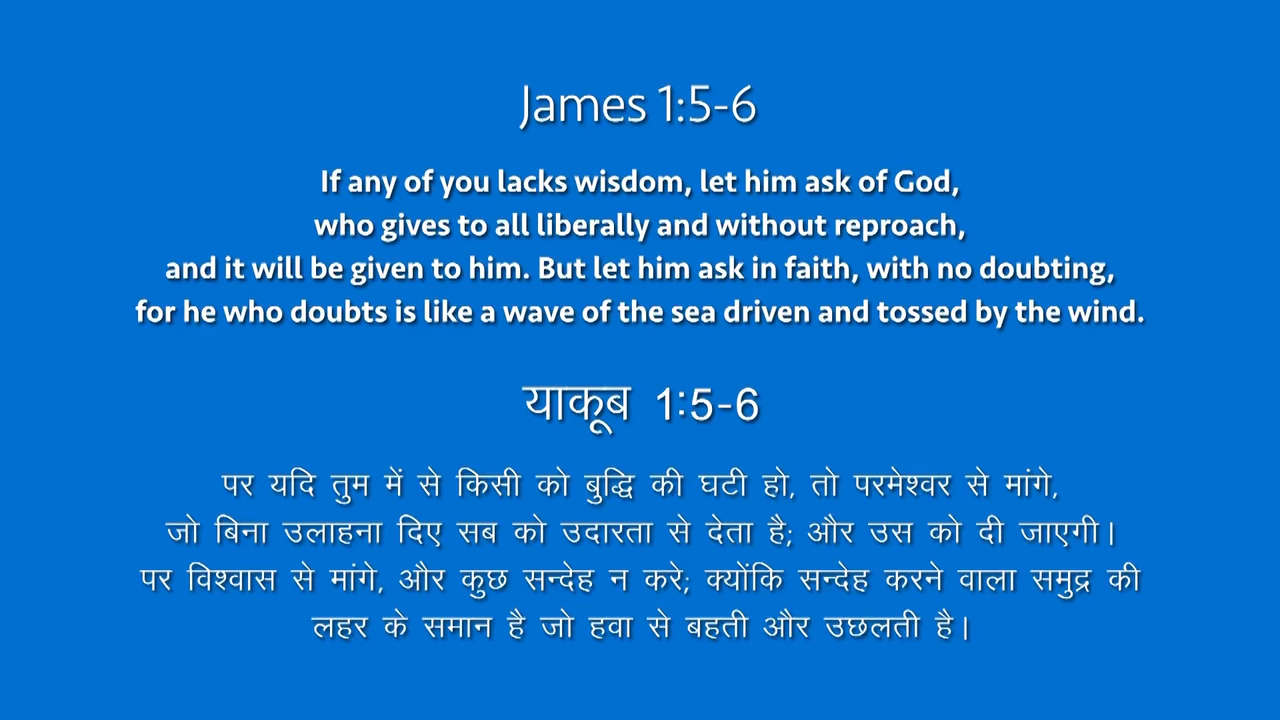 James 1:5-6
If any of you lacks wisdom, let him ask of God,
who gives to all liberally and without reproach,
and it will be given to him. But let him ask in faith, with no doubting,
for he who doubts is like a wave of the sea driven and tossed by the wind.
याकूब 1:5-6
पर यदि तुम में से किसी को बुद्धि की घटी हो, तो परमेश्वर से मांगे,
जो बिना उलाहना दिए सब को उदारता से देता है; और उस को दी जाएगी।
पर विश्वास से मांगे, और कुछ सन्देह न करे; क्योंकि सन्देह करने वाला समुद्र की
लहर के समान है जो हवा से बहती और उछलती है।